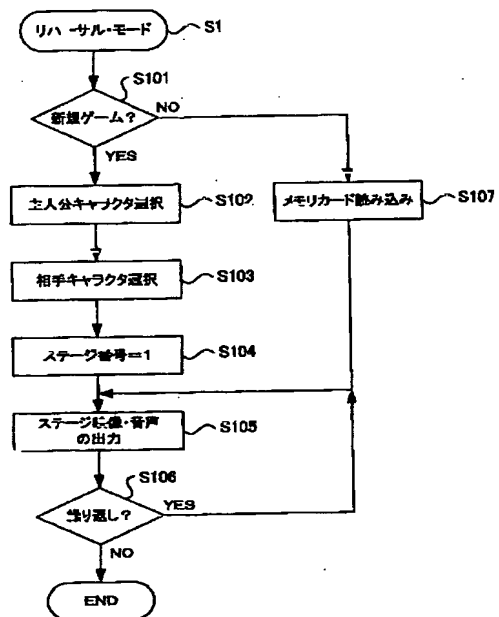 リハーサル・モード
S1
S101
新規ゲーム?
NO
YES
主人公キャラクタ選択
S102
メモリカード読み込み
S107
相手キャラクタ選択
S103
ステージ番号=1
S104
ステージ映像・音声
の出力
S105
S106
繰り返し?
YES
NO
END